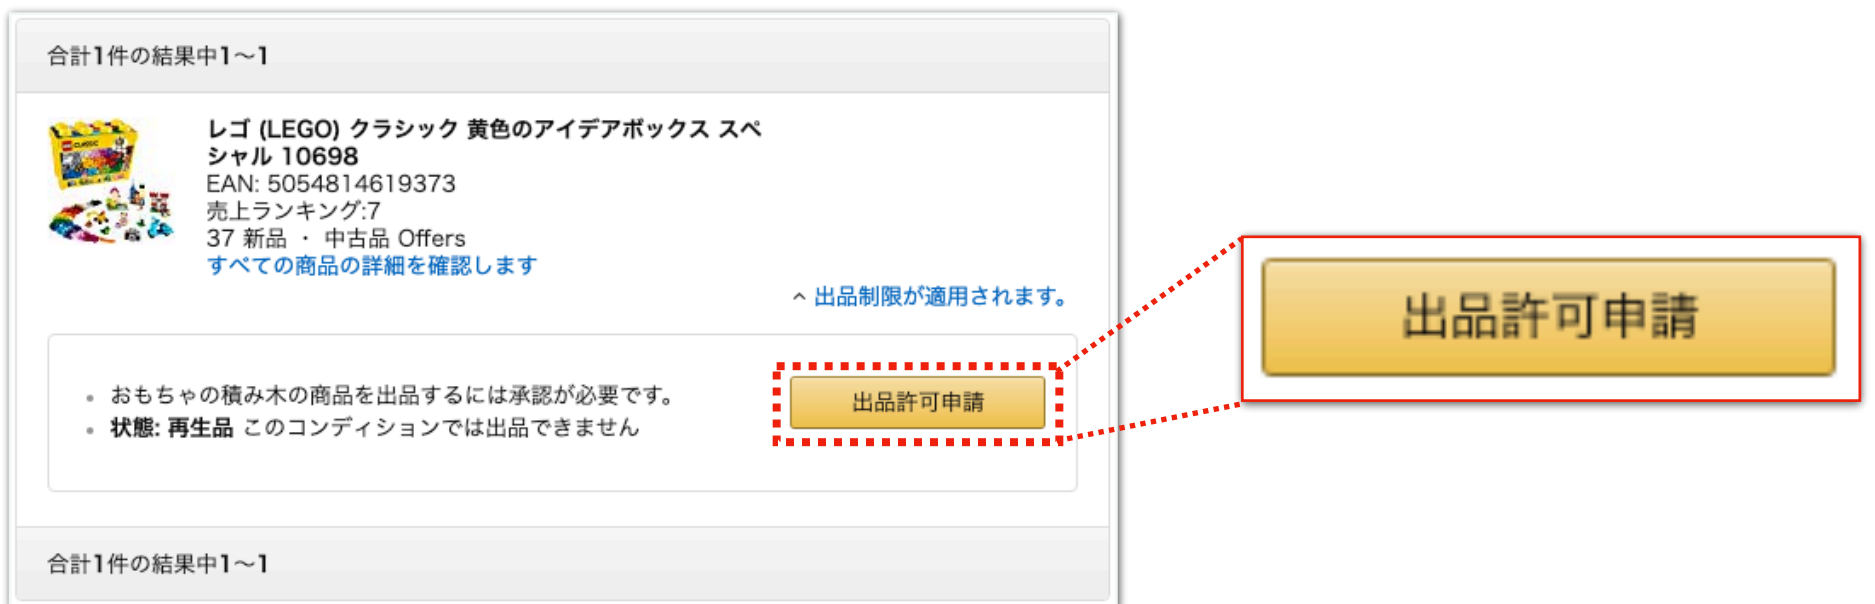 合計1件の結果中1～1
レゴ (LEGO) クラシック 黄色のアイデアボックス スペ
シャル 10698
EAN: 5054814619373
売上ランキング:7
37 新品 ・ 中古品 Offers
すべての商品の詳細を確認します
出品制限が適用されます。
おもちゃの積み木の商品を出品するには承認が必要です。
状態: 再生品 このコンディションでは出品できません
出品許可申請
出品許可申請
合計1件の結果中1～1
CLASSIC